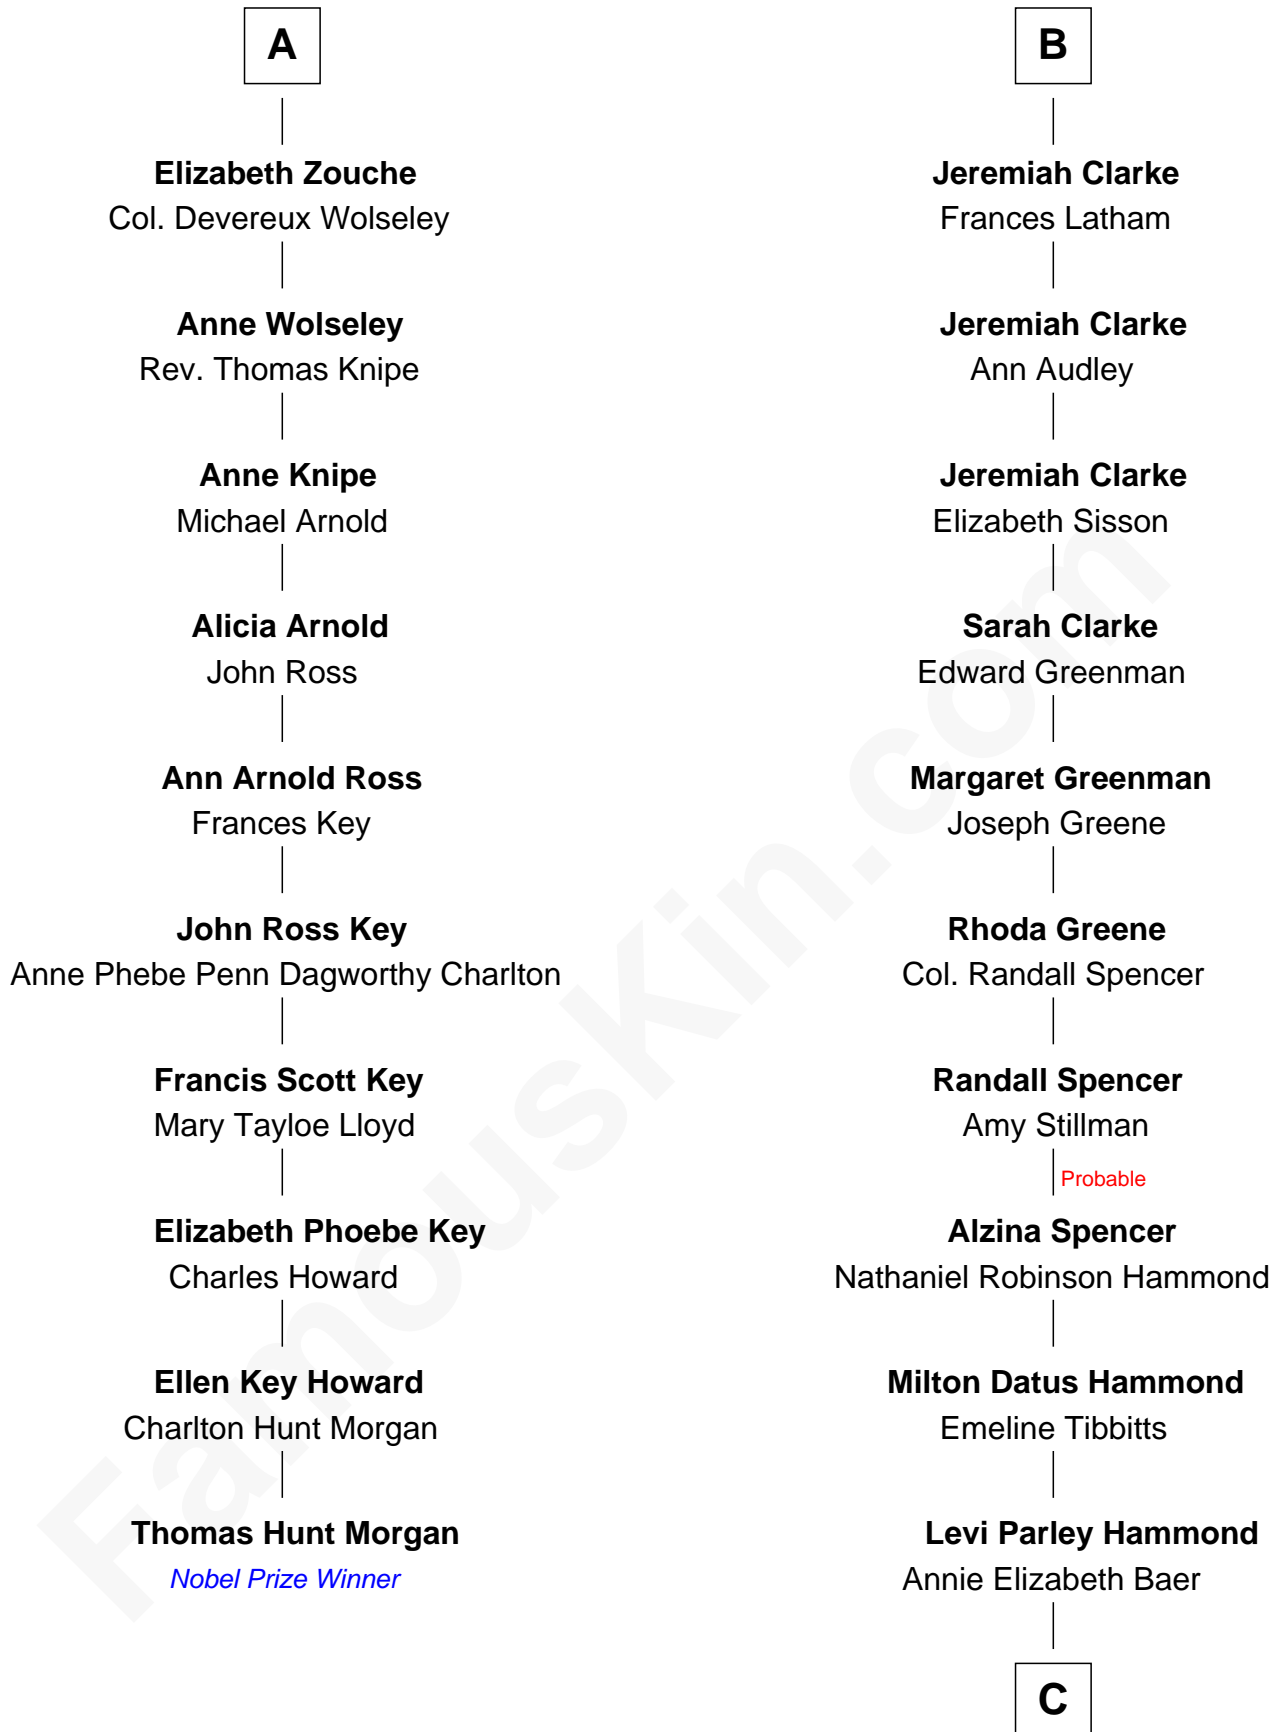 A
Elizabeth Zouche
Col. Devereux Wolseley
Anne Wolseley
Rev. Thomas Knipe
Anne Knipe
Michael Arnold
Alicia Arnold
John Ross
Ann Arnold Ross
Frances Key
John Ross Key
Anne Phebe Penn Dagworthy Charlton
Francis Scott Key
Mary Tayloe Lloyd
Elizabeth Phoebe Key
Charles Howard
Ellen Key Howard
Charlton Hunt Morgan
Thomas Hunt Morgan
Nobel Prize Winner
B
Jeremiah Clarke
Frances Latham
Jeremiah Clarke
Ann Audley
Jeremiah Clarke
Elizabeth Sisson
Sarah Clarke
Edward Greenman
Margaret Greenman
Joseph Greene
Rhoda Greene
Col. Randall Spencer
Randall Spencer
Amy Stillman
Probable
Alzina Spencer
Nathaniel Robinson Hammond
Milton Datus Hammond
Emeline Tibbitts
Levi Parley Hammond
Annie Elizabeth Baer
C
FamousKin.com